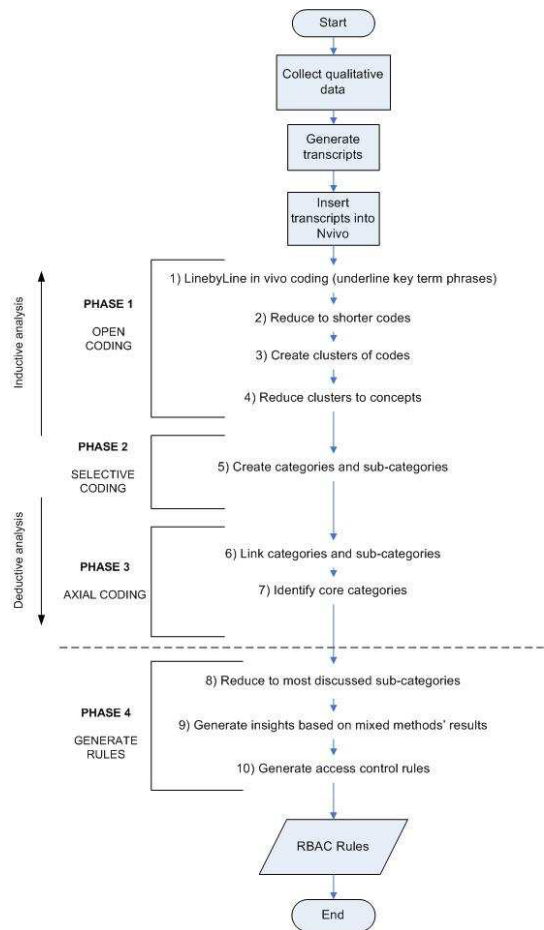 Start
Collect qualitative
data
Generate
transcripts
Insert
transcripts into
Nvivo
Inductive analysis
PHASE 1
OPEN
CODING
1) LinebyLine in vivo coding (underline key term phrases)
2) Reduce to shorter codes
3) Create clusters of codes
4) Reduce clusters to concepts
PHASE 2
SELECTIVE
CODING
5) Create categories and sub-categories
Deductive analysis
PHASE 3
AXIAL CODING
6) Link categories and sub-categories
7) Identify core categories
PHASE 4
GENERATE
RULES
8) Reduce to most discussed sub-categories
9) Generate insights based on mixed methods' results
10) Generate access control rules
RBAC Rules
End